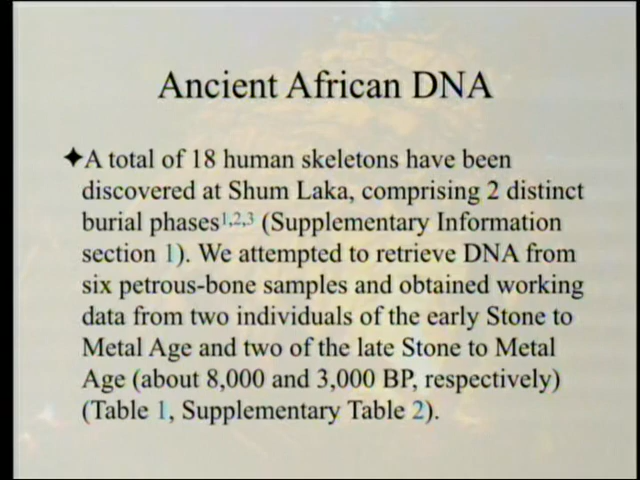 Ancient African DNA
✦A total of 18 human skeletons have been
discovered at Shum Laka, comprising 2 distinct
burial phases1,2,3 (Supplementary Information
section 1). We attempted to retrieve DNA from
six petrous-bone samples and obtained working
data from two individuals of the early Stone to
Metal Age and two of the late Stone to Metal
Age (about 8,000 and 3,000 BP, respectively)
(Table 1, Supplementary Table 2).